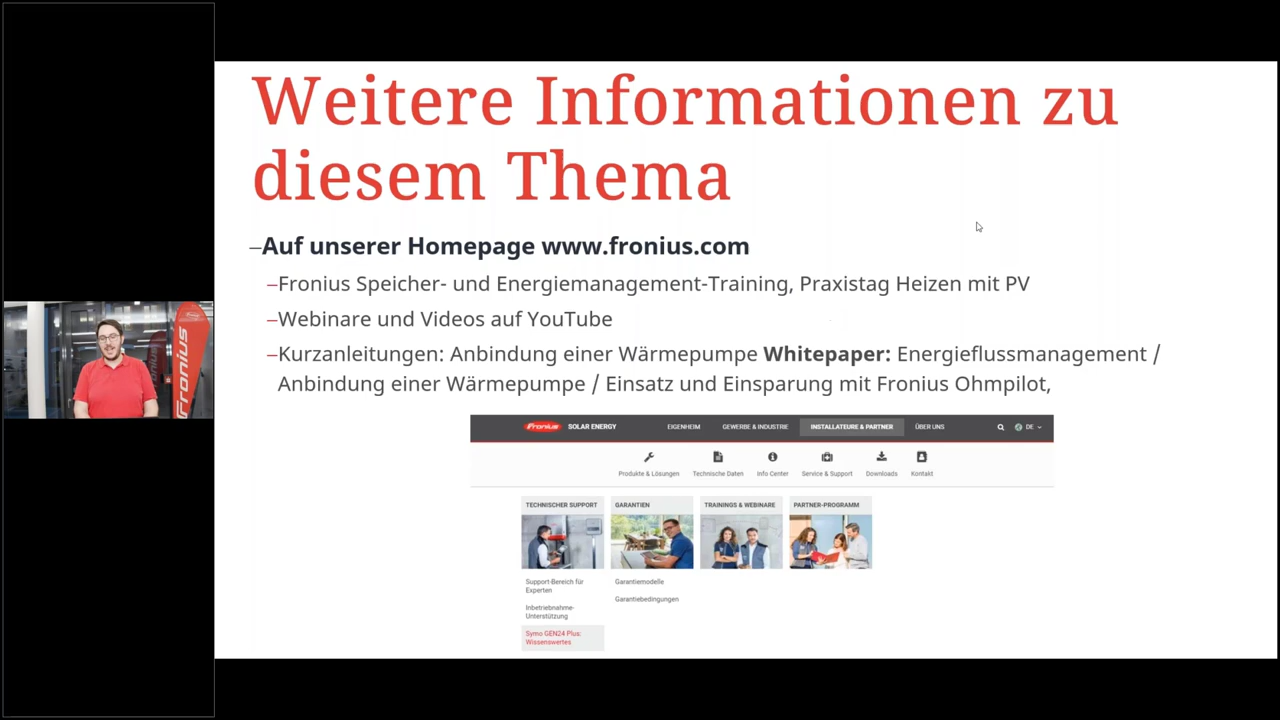 Weitere Informationen zu
diesem Thema
–Auf unserer Homepage www.fronius.com
–Fronius Speicher- und Energiemanagement-Training, Praxistag Heizen mit PV
–Webinare und Videos auf YouTube
–Kurzanleitungen: Anbindung einer Wärmepumpe Whitepaper: Energieflussmanagement /
Anbindung einer Wärmepumpe / Einsatz und Einsparung mit Fronius Ohmpilot,
Fronius
Fronius SOLAR ENERGY EIGENHEIM GEWERBE & INDUSTRIE INSTALLATEURE & PARTNER ÜBER UNS DE
Produkte & Lösungen Technische Daten Info Center Service & Support Downloads Kontakt
TECHNISCHER SUPPORT GARANTIEN TRAININGS & WEBINARE PARTNER-PROGRAMM
Support-Bereich für
Experten
Inbetriebnahme-
Unterstützung
Symo GEN24 Plus:
Wissenswertes
Garantiemodelle
Garantiebedingungen